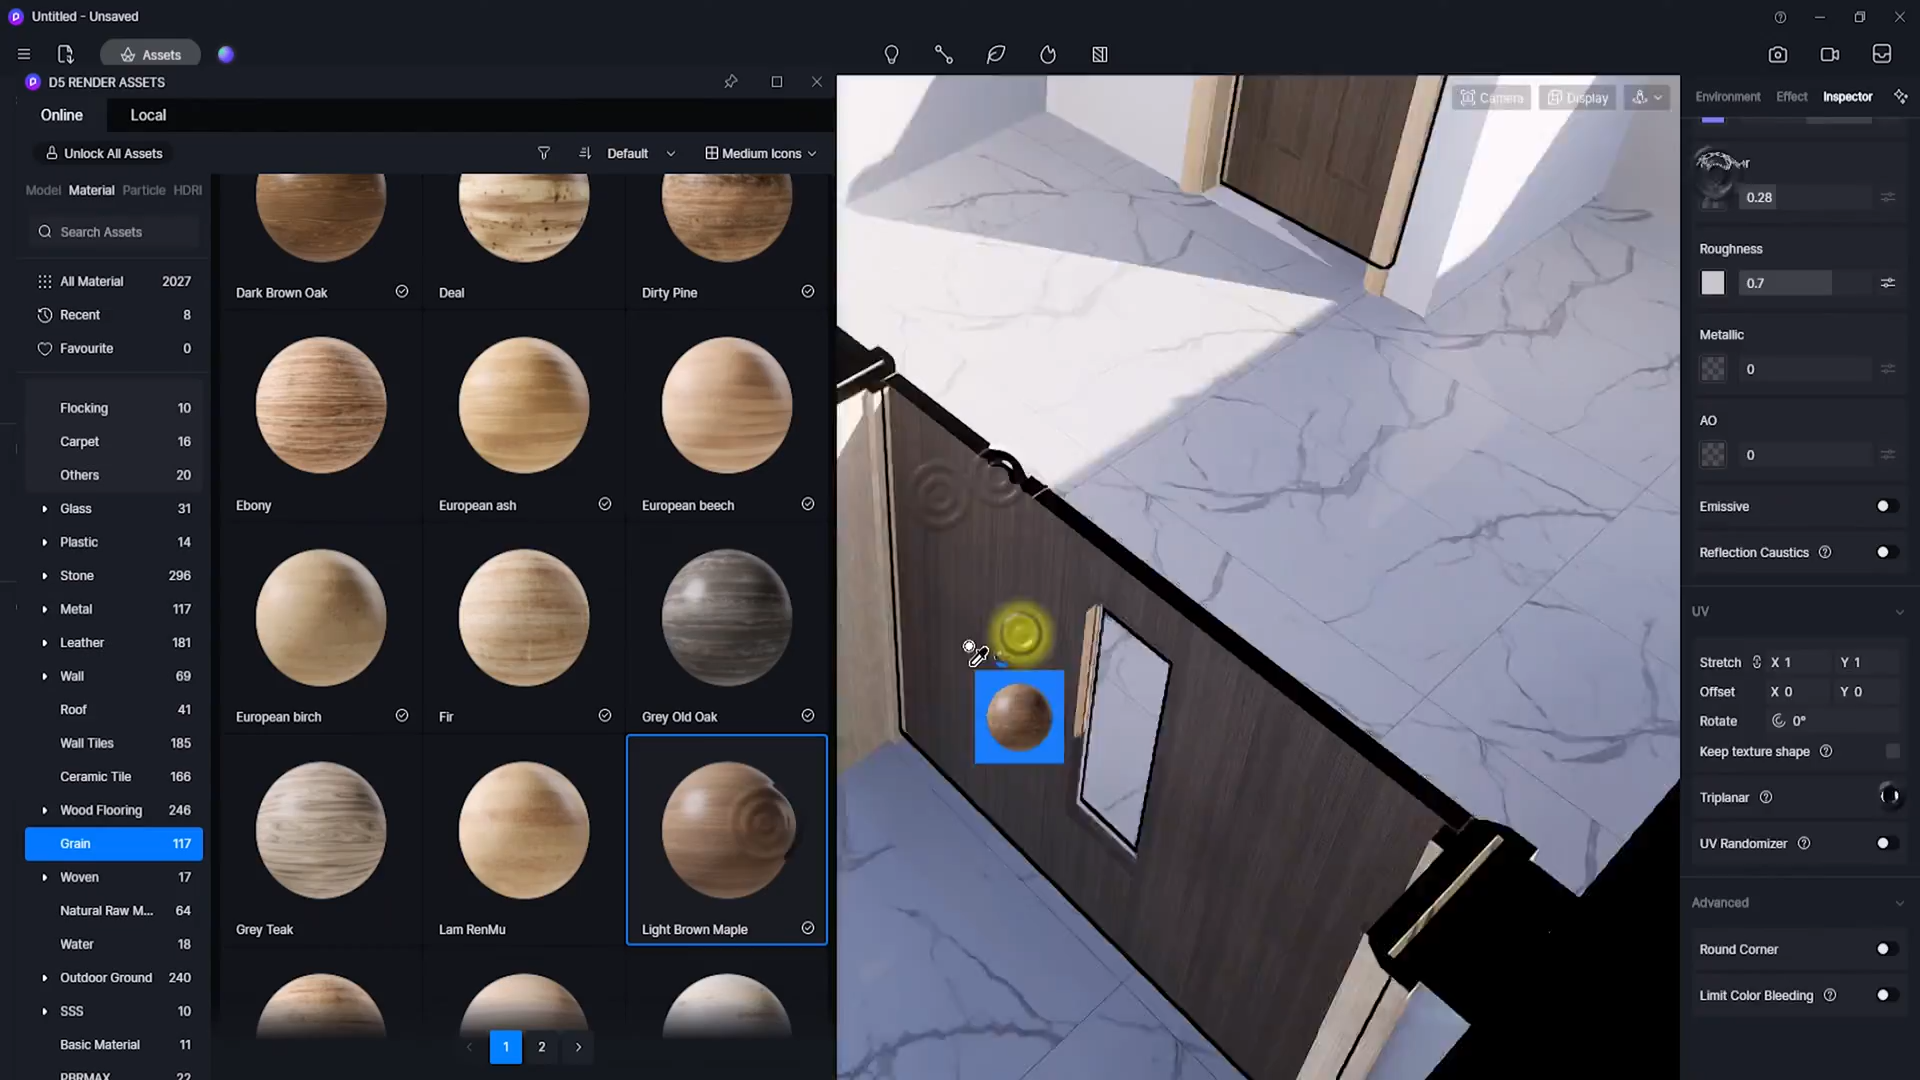 Untitled - Unsaved
Assets
D5 RENDER ASSETS
Online
Local
Unlock All Assets
Default
Medium Icons
Model
Material
Particle
HDRI
Search Assets
All Material 2027
Recent 8
Favourite 0
Flocking 10
Carpet 16
Others 20
Glass 31
Plastic 14
Stone 296
Metal 117
Leather 181
Wall 69
Roof 41
Wall Tiles 185
Ceramic Tile 166
Wood Flooring 246
Grain 117
Woven 17
Natural Raw M... 64
Water 18
Outdoor Ground 240
SSS 10
Basic Material 11
PBRMAX 22
Dark Brown Oak
Deal
Dirty Pine
Ebony
European ash
European beech
European birch
Fir
Grey Old Oak
Grey Teak
Lam RenMu
Light Brown Maple
1
2
Camera
Display
Environment
Effect
Inspector
0.28
Roughness
0.7
Metallic
0
AO
0
Emissive
Reflection Caustics
UV
Stretch X 1 Y 1
Offset X 0 Y 0
Rotate 0°
Keep texture shape
Triplanar
UV Randomizer
Advanced
Round Corner
Limit Color Bleeding